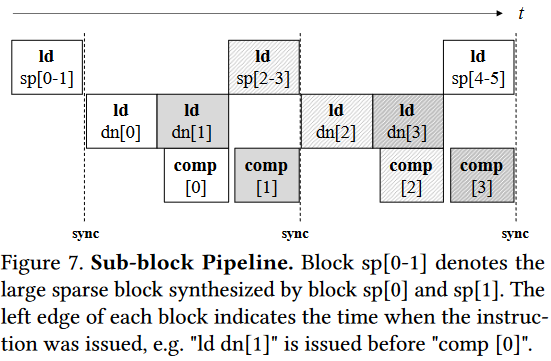 t
ld
sp[0-1]
ld
sp[2-3]
ld
sp[4-5]
ld
dn[0]
ld
dn[1]
ld
dn[2]
ld
dn[3]
comp
[0]
comp
[1]
comp
[2]
comp
[3]
sync
sync
sync
Figure 7. Sub-block Pipeline. Block sp[0-1] denotes the
large sparse block synthesized by block sp[0] and sp[1]. The
left edge of each block indicates the time when the instruc-
tion was issued, e.g. "ld dn[1]" is issued before "comp [0]".